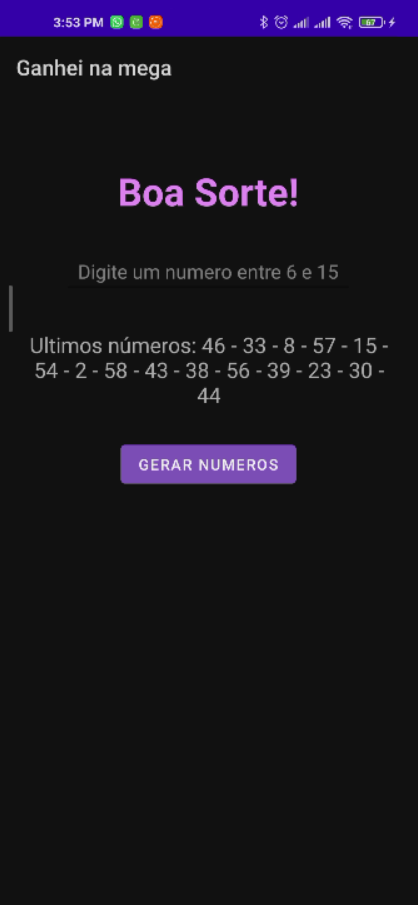 3:53 PM
67
Ganhei na mega
Boa Sorte!
Digite um numero entre 6 e 15
Ultimos números: 46 - 33 - 8 - 57 - 15 -
54 - 2 - 58 - 43 - 38 - 56 - 39 - 23 - 30 -
44
GERAR NUMEROS